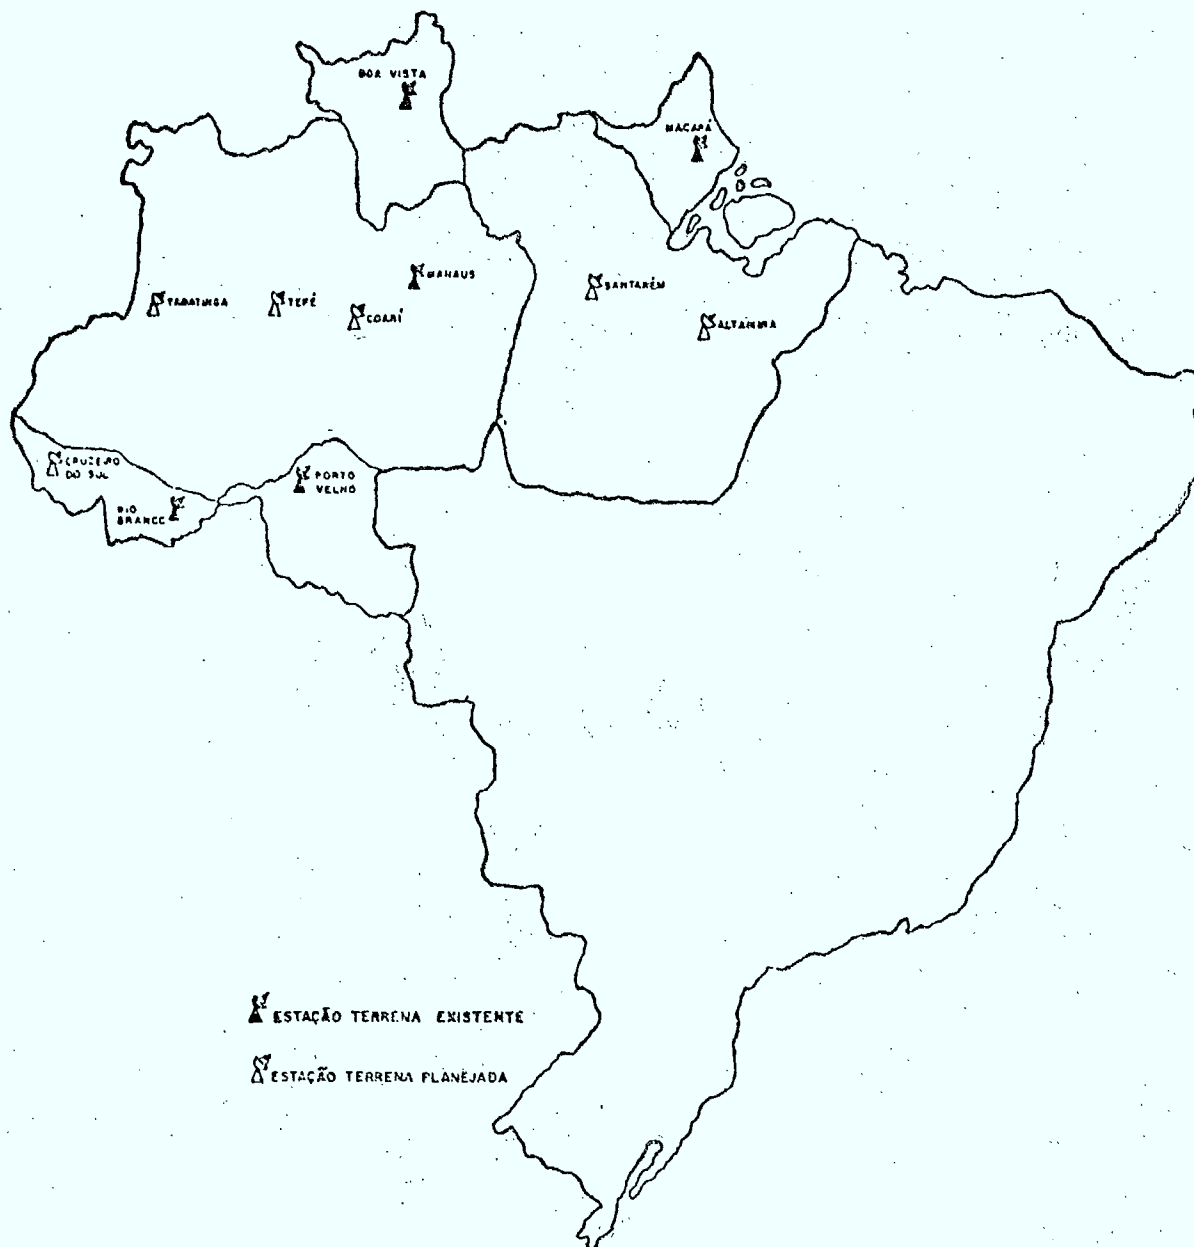 BOA VISTA
MACAPÁ
MANAUS
SANTARÉM
TABATINGA
TEFÉ
COARÍ
ALTAMIRA
CRUZEIRO
DO SUL
PORTO
VELHO
RIO
BRANCO
ESTAÇÃO TERRENA EXISTENTE
ESTAÇÃO TERRENA PLANEJADA